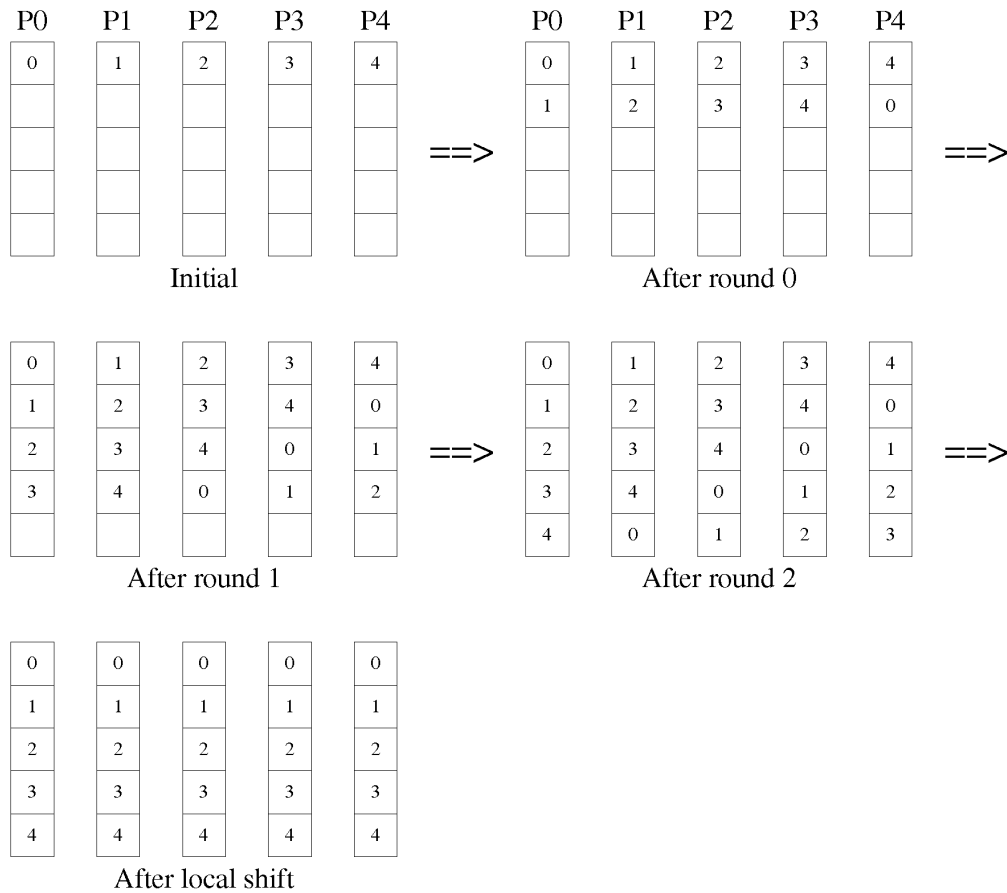 P0 P1 P2 P3 P4
0 1 2 3 4
==>
Initial
P0 P1 P2 P3 P4
0 1 2 3 4
1 2 3 4 0
==>
After round 0
0 1 2 3 4
1 2 3 4 0
2 3 4 0 1
3 4 0 1 2
==>
After round 1
0 1 2 3 4
1 2 3 4 0
2 3 4 0 1
3 4 0 1 2
4 0 1 2 3
==>
After round 2
0 0 0 0 0
1 1 1 1 1
2 2 2 2 2
3 3 3 3 3
4 4 4 4 4
After local shift